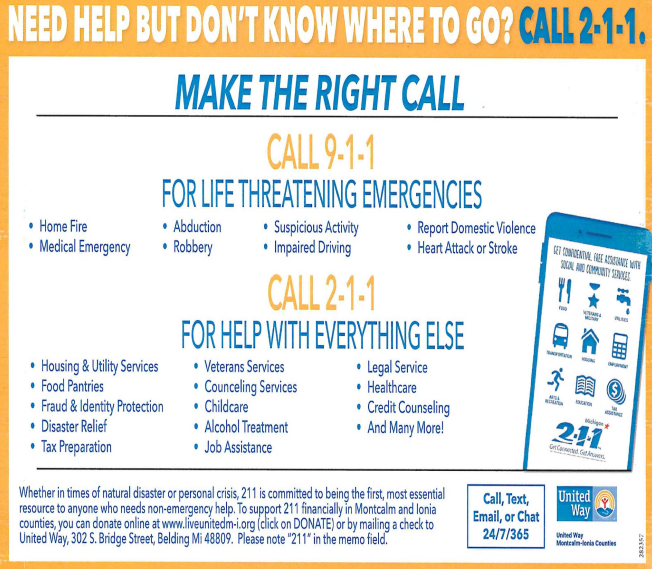 NEED HELP BUT DON'T KNOW WHERE TO GO? CALL 2-1-1.
MAKE THE RIGHT CALL
CALL 9-1-1
FOR LIFE THREATENING EMERGENCIES
• Home Fire
• Medical Emergency
• Abduction
• Robbery
• Suspicious Activity
• Impaired Driving
• Report Domestic Violence
• Heart Attack or Stroke
CALL 2-1-1
FOR HELP WITH EVERYTHING ELSE
• Housing & Utility Services
• Food Pantries
• Fraud & Identity Protection
• Disaster Relief
• Tax Preparation
• Veterans Services
• Counceling Services
• Childcare
• Alcohol Treatment
• Job Assistance
• Legal Service
• Healthcare
• Credit Counseling
• And Many More!
GET CONFIDENTIAL, FREE ASSISTANCE WITH
SOCIAL AND COMMUNITY SERVICES.
FOOD
VETERANS &
MILITARY
UTILITIES
TRANSPORTATION
HOUSING
EMPLOYMENT
ARTS &
RECREATION
EDUCATION
TAX
ASSISTANCE
Michigan
2-1-1
Get Connected. Get Answers.
Whether in times of natural disaster or personal crisis, 211 is committed to being the first, most essential
resource to anyone who needs non-emergency help. To support 211 financially in Montcalm and Ionia
counties, you can donate online at www.liveunitedm-i.org (click on DONATE) or by mailing a check to
United Way, 302 S. Bridge Street, Belding Mi 48809. Please note "211" in the memo field.
Call, Text,
Email, or Chat
24/7/365
United
Way
United Way
Montcalm-Ionia Counties
282357